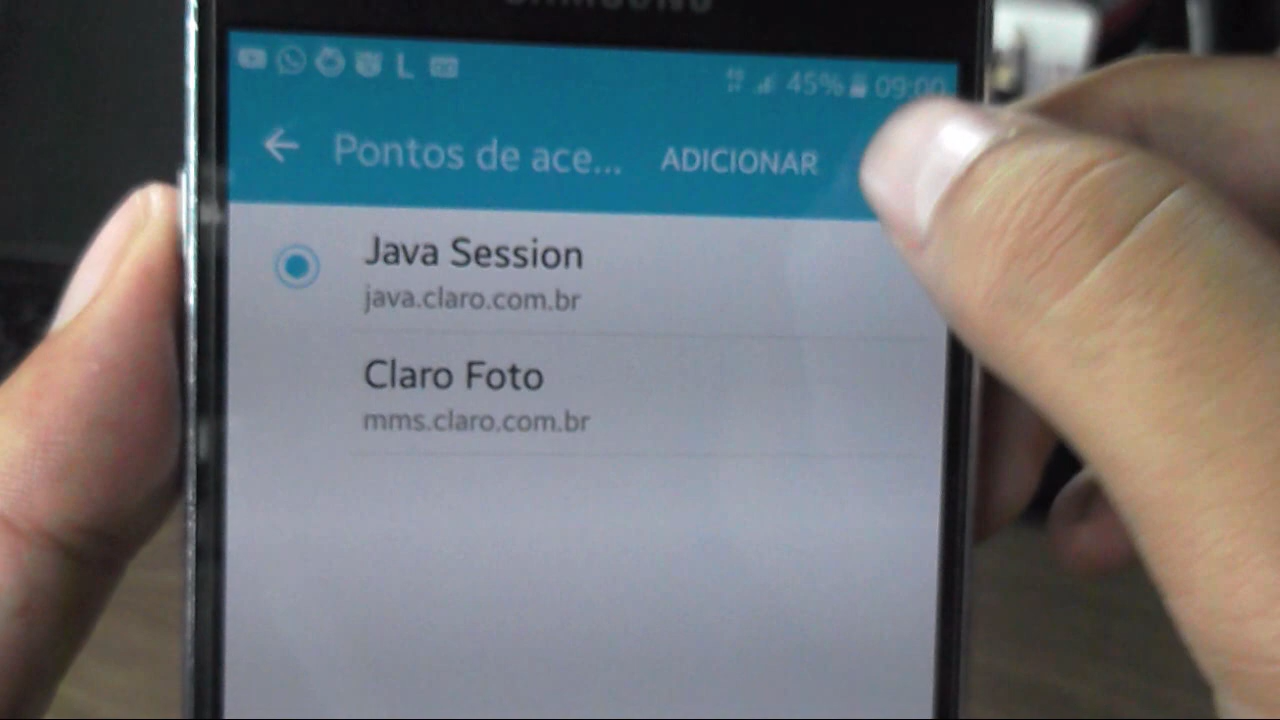 SAMSUNG
L 45% 09:00
Pontos de ace... ADICIONAR
Java Session
java.claro.com.br
Claro Foto
mms.claro.com.br